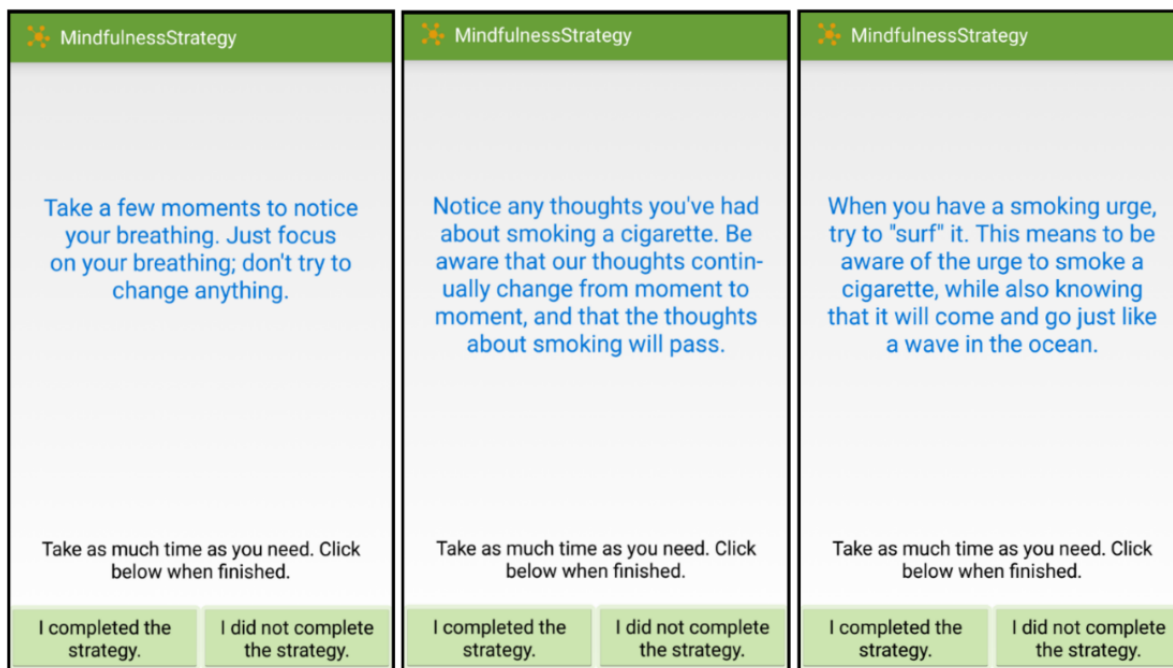 MindfulnessStrategy
Take a few moments to notice
your breathing. Just focus
on your breathing; don't try to
change anything.
Take as much time as you need. Click
below when finished.
I completed the
strategy.
I did not complete
the strategy.
MindfulnessStrategy
Notice any thoughts you've had
about smoking a cigarette. Be
aware that our thoughts contin-
ually change from moment to
moment, and that the thoughts
about smoking will pass.
Take as much time as you need. Click
below when finished.
I completed the
strategy.
I did not complete
the strategy.
MindfulnessStrategy
When you have a smoking urge,
try to "surf" it. This means to be
aware of the urge to smoke a
cigarette, while also knowing
that it will come and go just like
a wave in the ocean.
Take as much time as you need. Click
below when finished.
I completed the
strategy.
I did not complete
the strategy.